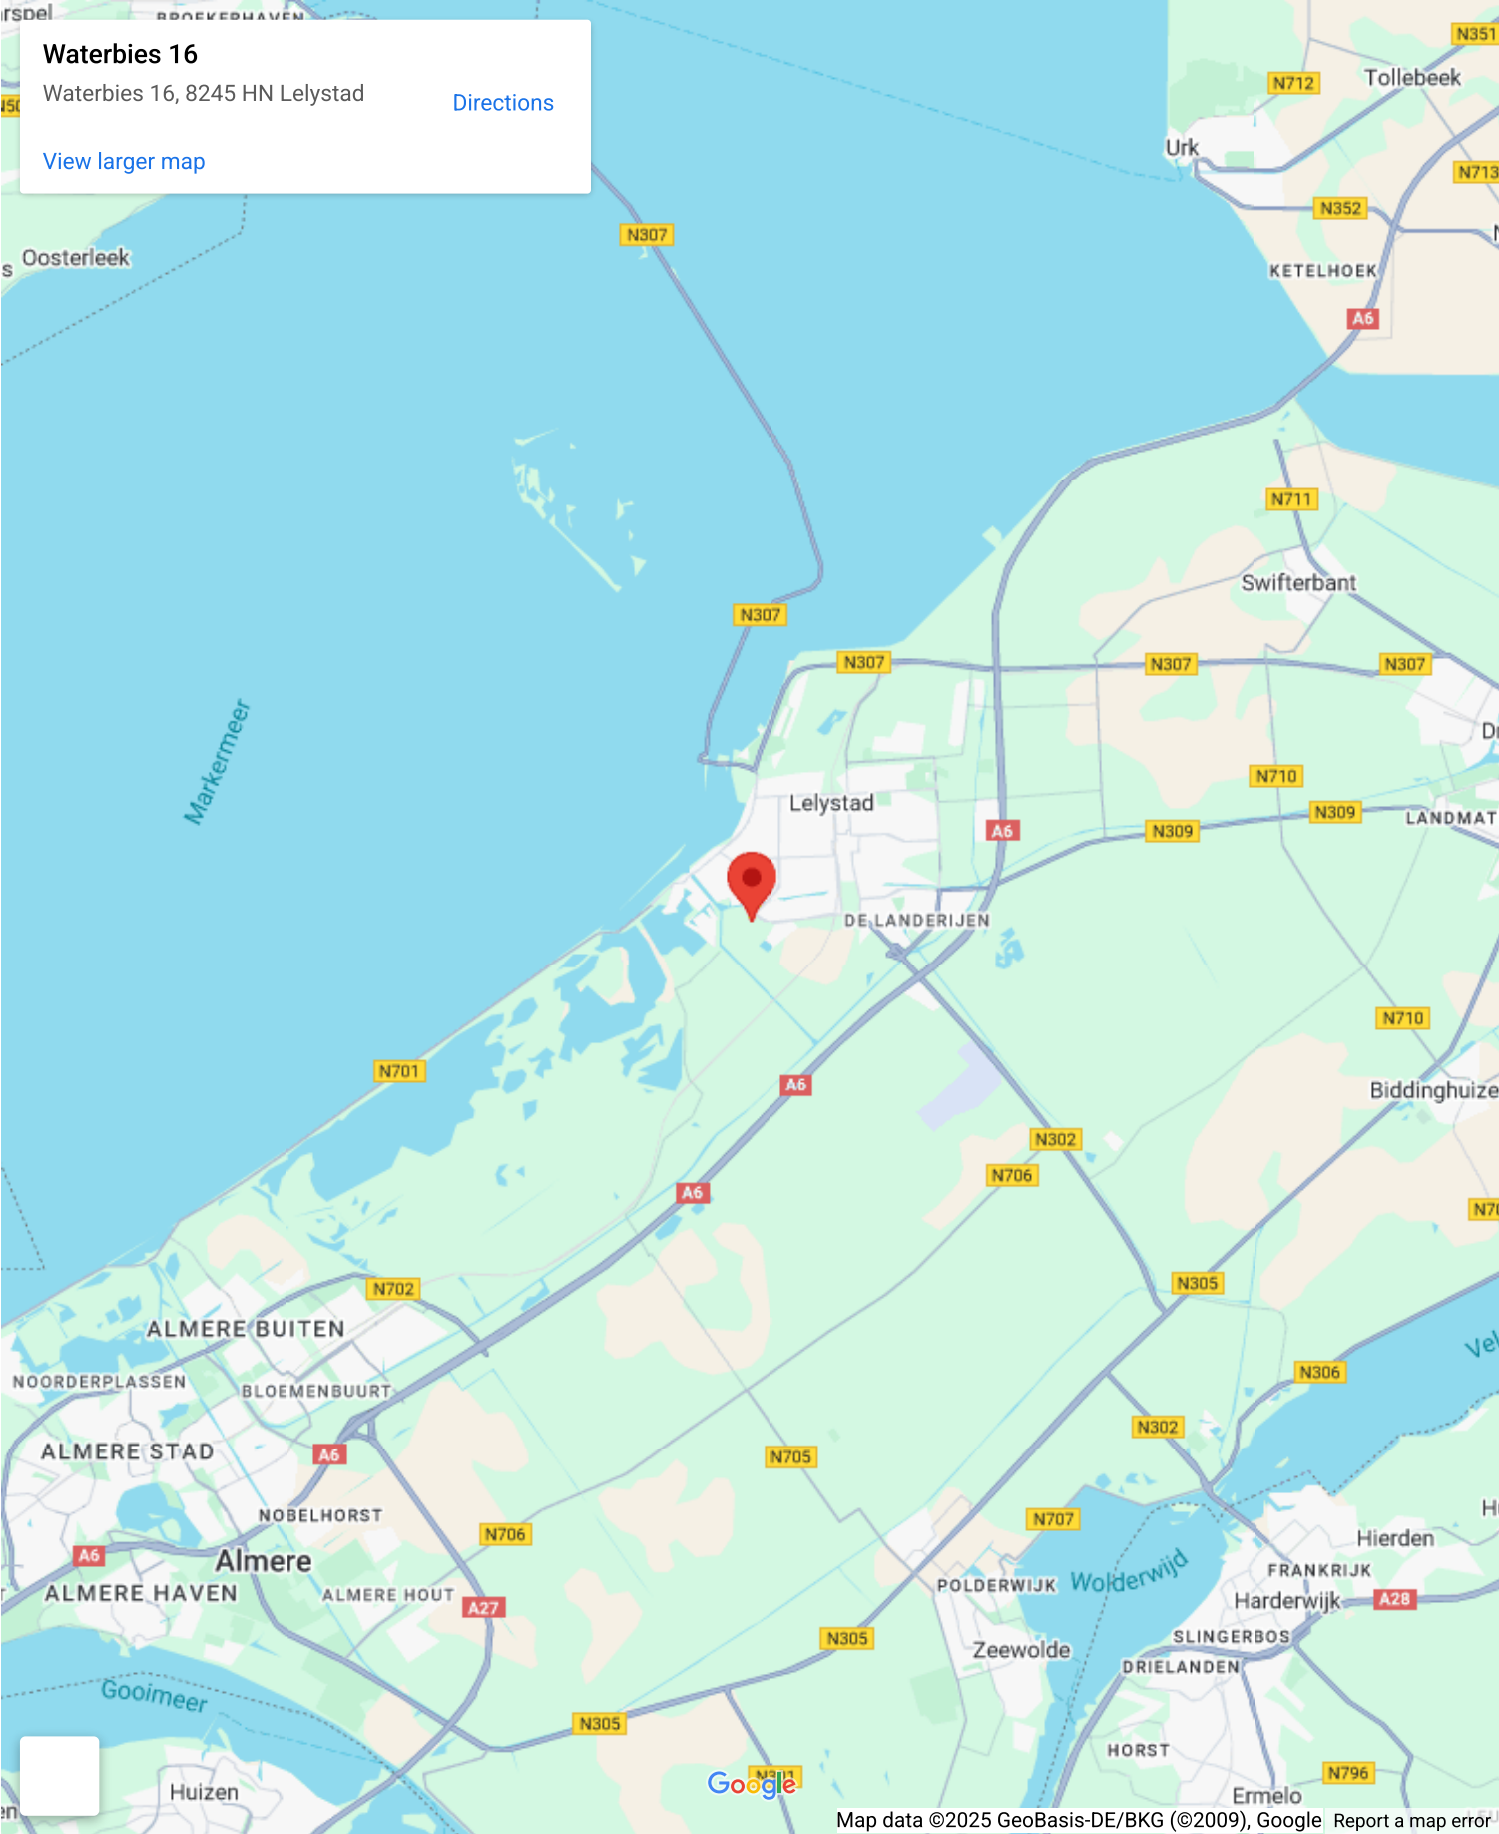 BROEKERHAVEN
Waterbies 16
Waterbies 16, 8245 HN Lelystad
Directions
View larger map
N351
Tollebeek
N712
Urk
N713
N352
N307
Oosterleek
KETELHOEK
A6
N711
Swifterbant
N307
N307
N307
N307
Markermeer
N710
Lelystad
N309
LANDMAT
A6
N309
DE LANDERIJEN
N710
N701
A6
Biddinghuize
N302
N706
A6
N305
N702
ALMERE BUITEN
N306
NOORDERPLASSEN
BLOEMENBUURT
N302
ALMERE STAD
A6
N705
NOBELHORST
N707
N706
Hierden
A6
Almere
Wolderwijd
FRANKRIJK
POLDERWIJK
ALMERE HAVEN
ALMERE HOUT
Harderwijk
A28
A27
SLINGERBOS
N305
Zeewolde
DRIELANDEN
Gooimeer
N305
HORST
N796
Google
Huizen
Ermelo
Map data ©2025 GeoBasis-DE/BKG (©2009), Google
Report a map error